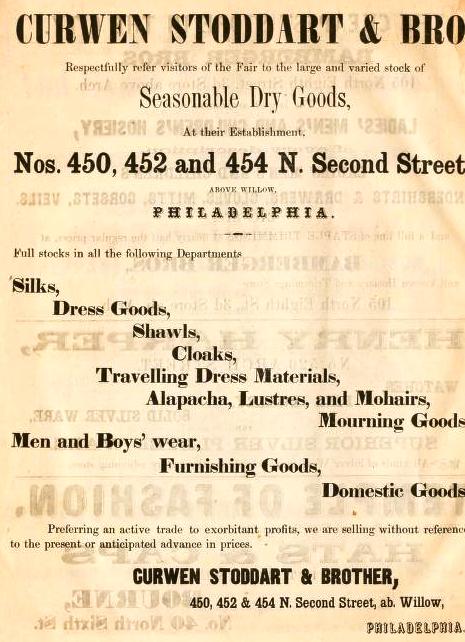 CURWEN STODDART & BRO
Respectfully refer visitors of the Fair to the large and varied stock of
Seasonable Dry Goods,
At their Establishment,
Nos. 450, 452 and 454 N. Second Street
ABOVE WILLOW,
PHILADELPHIA.
Full stocks in all the following Departments
Silks,
Dress Goods,
Shawls,
Cloaks,
Travelling Dress Materials,
Alapacha, Lustres, and Mohairs,
Mourning Goods
Men and Boys' wear,
Furnishing Goods,
Domestic Goods
Preferring an active trade to exorbitant profits, we are selling without reference
to the present or anticipated advance in prices.
CURWEN STODDART & BROTHER,
450, 452 & 454 N. Second Street, ab. Willow,
PHILADELPHIA.